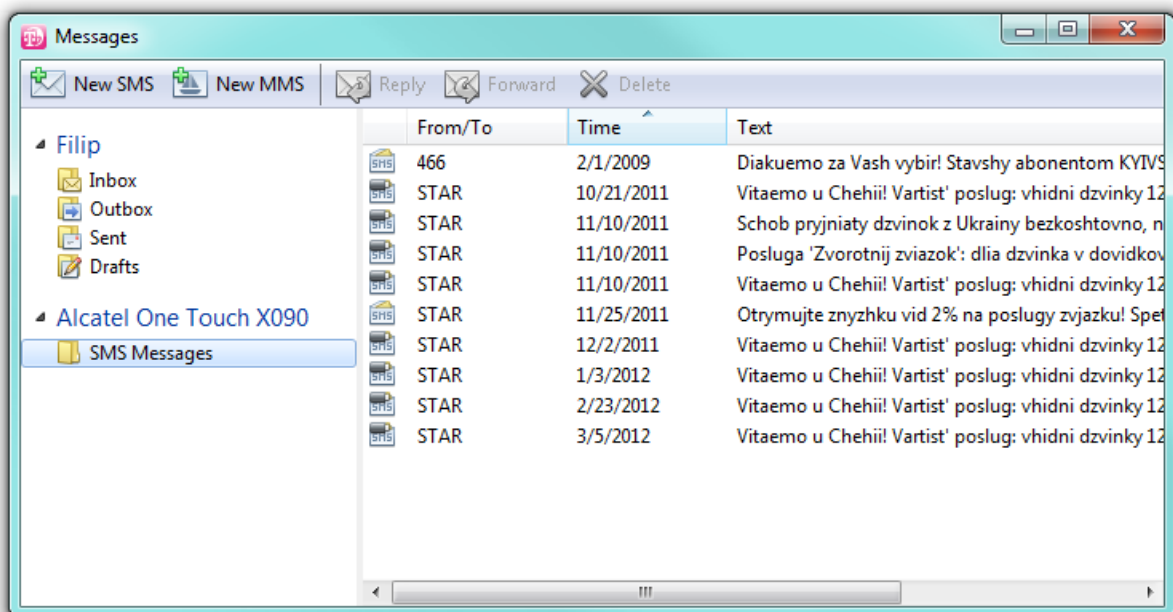 Messages
New SMS New MMS Reply Forward Delete
Filip
Inbox
Outbox
Sent
Drafts
Alcatel One Touch X090
SMS Messages
From/To Time Text
466 2/1/2009 Diakuemo za Vash vybir! Stavshy abonentom KYIVS
STAR 10/21/2011 Vitaemo u Chehii! Vartist' poslug: vhidni dzvinky 12
STAR 11/10/2011 Schob pryjniaty dzvinok z Ukrainy bezkoshtovno, n
STAR 11/10/2011 Posluga 'Zvorotnij zviazok': dlia dzvinka v dovidkov
STAR 11/10/2011 Vitaemo u Chehii! Vartist' poslug: vhidni dzvinky 12
STAR 11/25/2011 Otrymujte znyzhku vid 2% na poslugy zvjazku! Spet
STAR 12/2/2011 Vitaemo u Chehii! Vartist' poslug: vhidni dzvinky 12
STAR 1/3/2012 Vitaemo u Chehii! Vartist' poslug: vhidni dzvinky 12
STAR 2/23/2012 Vitaemo u Chehii! Vartist' poslug: vhidni dzvinky 12
STAR 3/5/2012 Vitaemo u Chehii! Vartist' poslug: vhidni dzvinky 12